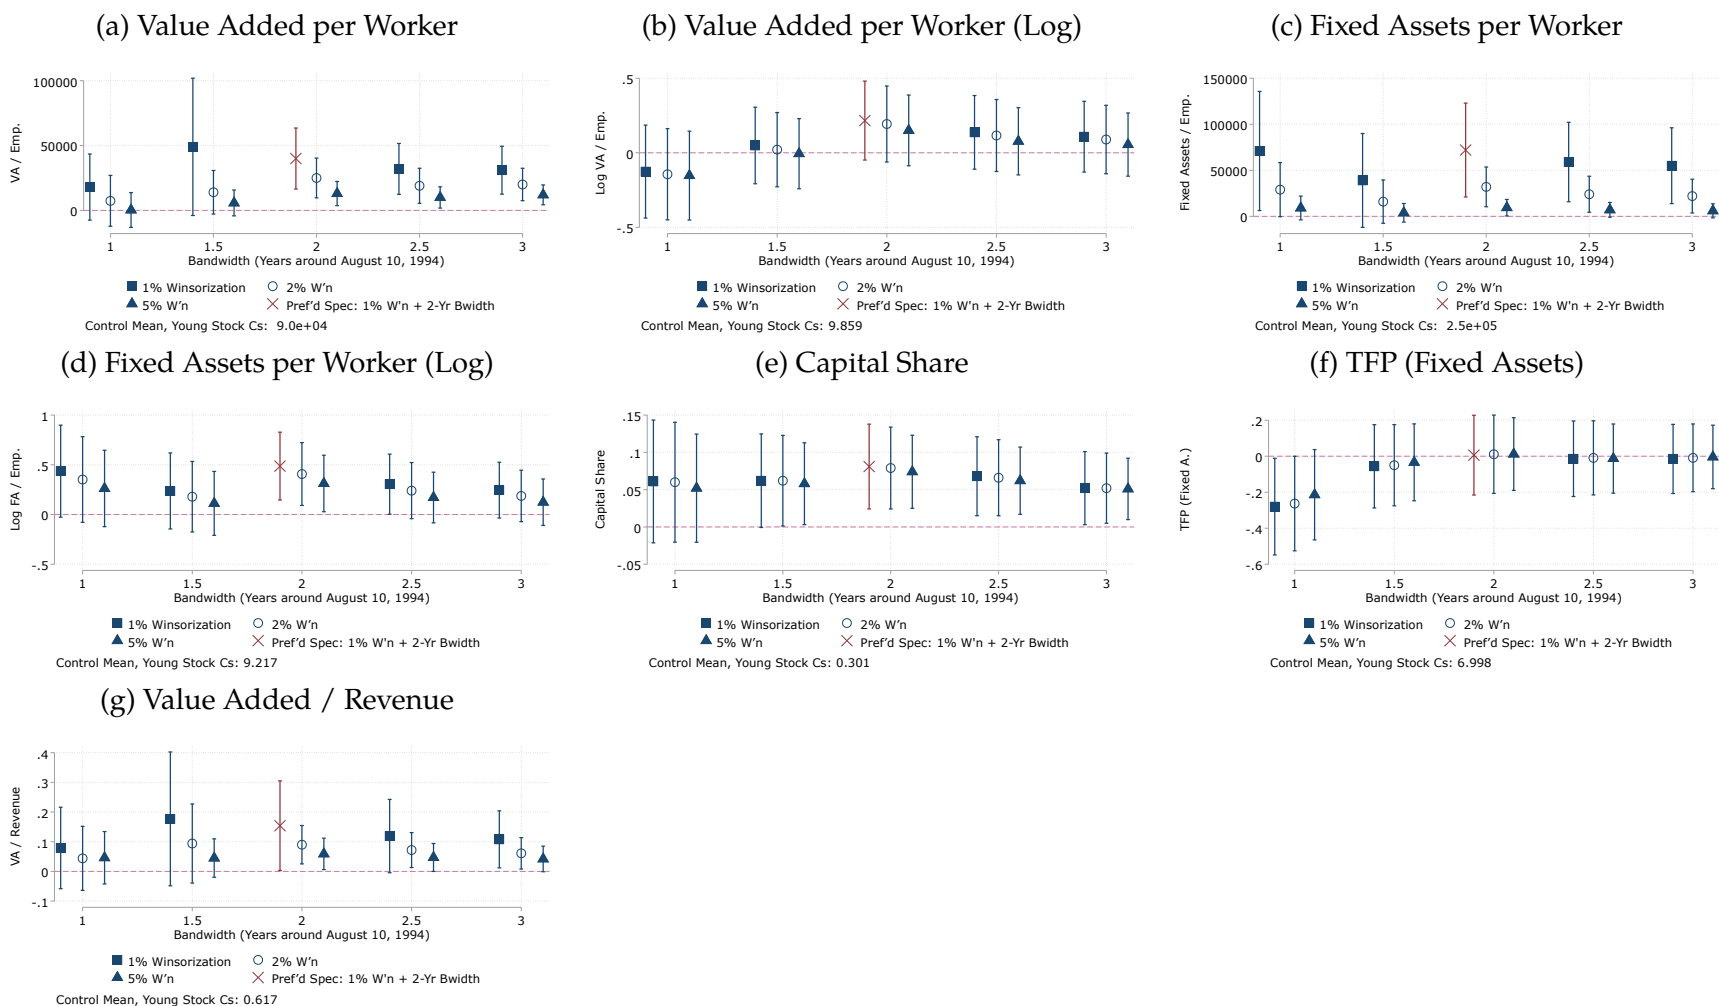 (a) Value Added per Worker
VA / Emp.
100000
50000
0
1 1.5 2 2.5 3
Bandwidth (Years around August 10, 1994)
1% Winsorization 2% W'n
5% W'n Pref'd Spec: 1% W'n + 2-Yr Bwidth
Control Mean, Young Stock Cs: 9.0e+04
(b) Value Added per Worker (Log)
Log VA / Emp.
.5
0
-.5
1 1.5 2 2.5 3
Bandwidth (Years around August 10, 1994)
1% Winsorization 2% W'n
5% W'n Pref'd Spec: 1% W'n + 2-Yr Bwidth
Control Mean, Young Stock Cs: 9.859
(c) Fixed Assets per Worker
Fixed Assets / Emp.
150000
100000
50000
0
1 1.5 2 2.5 3
Bandwidth (Years around August 10, 1994)
1% Winsorization 2% W'n
5% W'n Pref'd Spec: 1% W'n + 2-Yr Bwidth
Control Mean, Young Stock Cs: 2.5e+05
(d) Fixed Assets per Worker (Log)
Log FA / Emp.
1
.5
0
-.5
1 1.5 2 2.5 3
Bandwidth (Years around August 10, 1994)
1% Winsorization 2% W'n
5% W'n Pref'd Spec: 1% W'n + 2-Yr Bwidth
Control Mean, Young Stock Cs: 9.217
(e) Capital Share
Capital Share
.15
.1
.05
0
-.05
1 1.5 2 2.5 3
Bandwidth (Years around August 10, 1994)
1% Winsorization 2% W'n
5% W'n Pref'd Spec: 1% W'n + 2-Yr Bwidth
Control Mean, Young Stock Cs: 0.301
(f) TFP (Fixed Assets)
TFP (Fixed A.)
.2
0
-.2
-.4
-.6
1 1.5 2 2.5 3
Bandwidth (Years around August 10, 1994)
1% Winsorization 2% W'n
5% W'n Pref'd Spec: 1% W'n + 2-Yr Bwidth
Control Mean, Young Stock Cs: 6.998
(g) Value Added / Revenue
VA / Revenue
.4
.3
.2
.1
0
-.1
1 1.5 2 2.5 3
Bandwidth (Years around August 10, 1994)
1% Winsorization 2% W'n
5% W'n Pref'd Spec: 1% W'n + 2-Yr Bwidth
Control Mean, Young Stock Cs: 0.617